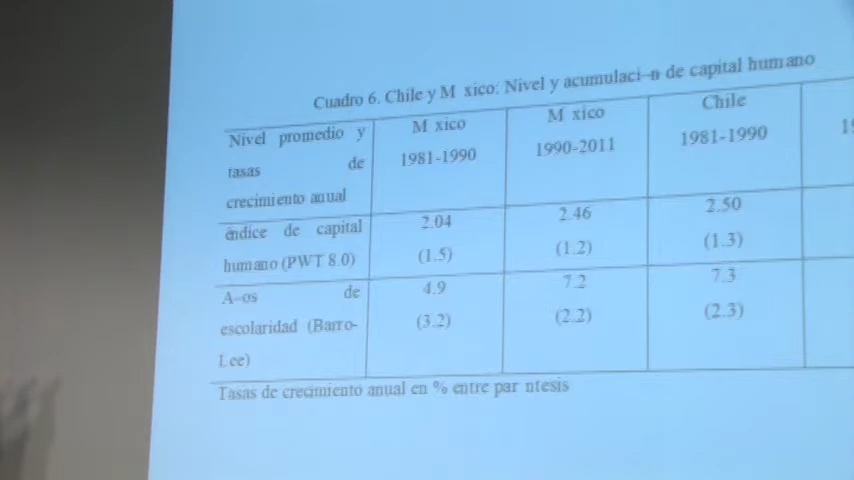 Cuadro 6. Chile y M xico: Nivel y acumulaci–n de capital humano
Nivel promedio y tasas de crecimiento anual
M xico 1981-1990
M xico 1990-2011
Chile 1981-1990
índice de capital humano (PWT 8.0)
2.04 (1.5)
2.46 (1.2)
2.50 (1.3)
A–os de escolaridad (Barro-Lee)
4.9 (3.2)
7.2 (2.2)
7.3 (2.3)
Tasas de crecimiento anual en % entre par ntesis